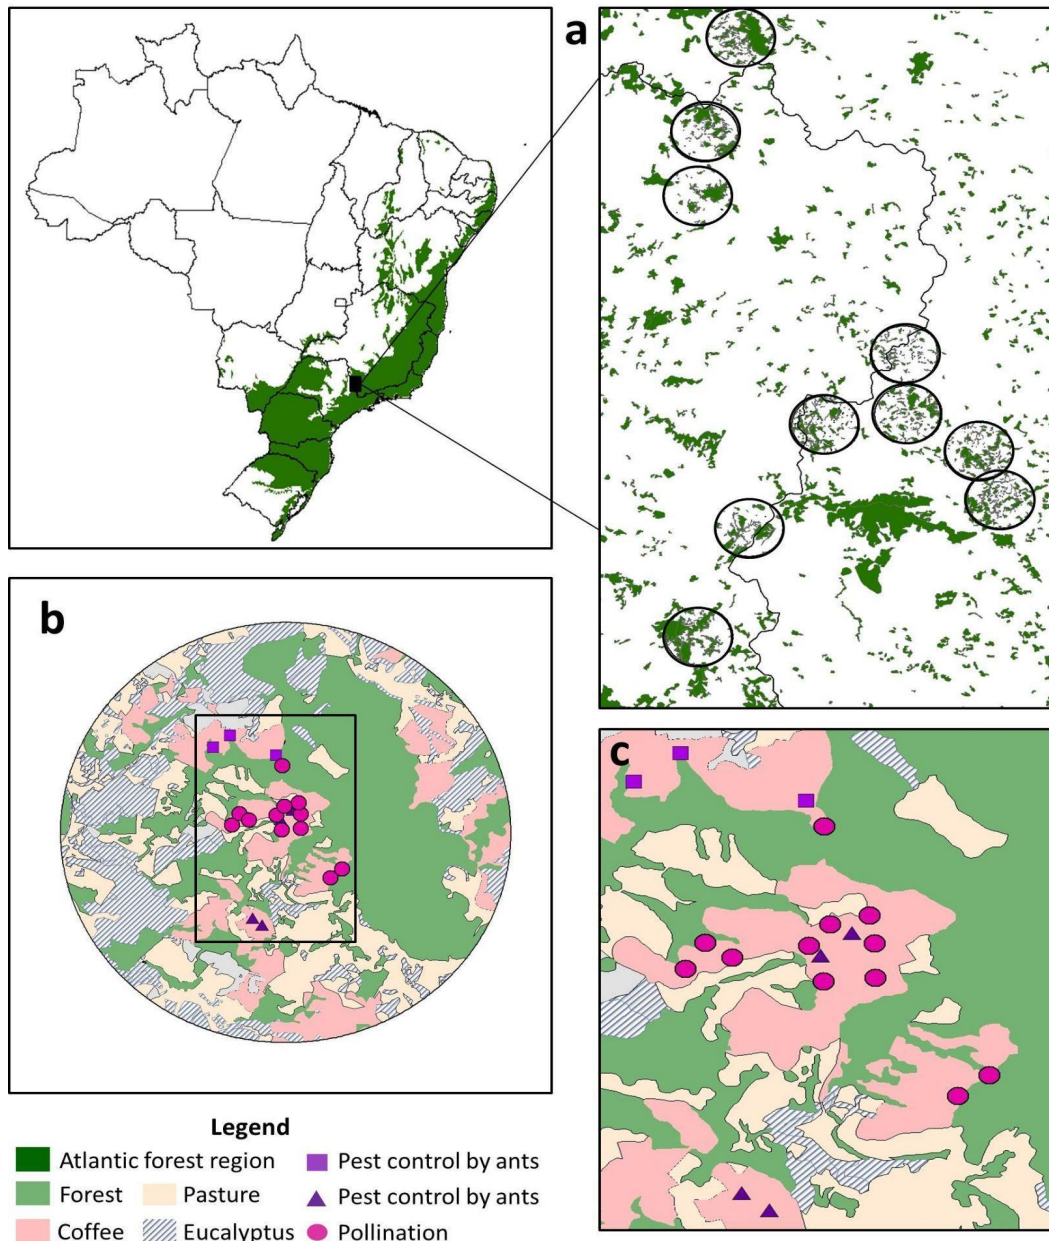 a
b
c
Legend
Atlantic forest region
Pest control by ants
Forest
Pasture
Pest control by ants
Coffee
Eucalyptus
Pollination